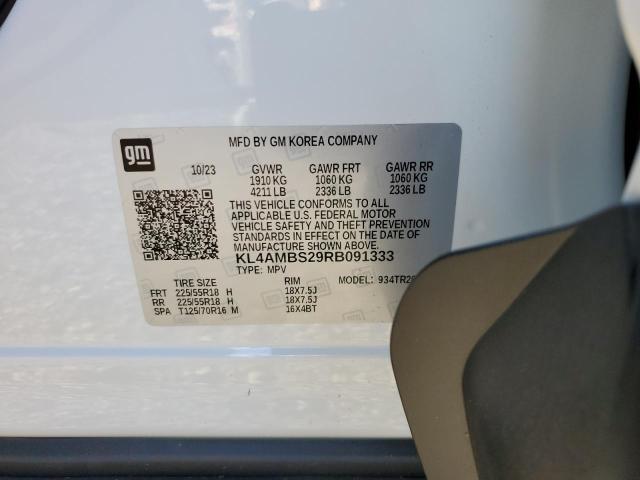 gm
MFD BY GM KOREA COMPANY
10/23 GVWR GAWR FRT GAWR RR
1910 KG 1060 KG 1060 KG
4211 LB 2336 LB 2336 LB
THIS VEHICLE CONFORMS TO ALL
APPLICABLE U.S. FEDERAL MOTOR
VEHICLE SAFETY AND THEFT PREVENTION
STANDARDS IN EFFECT ON THE DATE
OF MANUFACTURE SHOWN ABOVE.
KL4AMBS29RB091333
TYPE: MPV MODEL: 934TR26
TIRE SIZE RIM
FRT 225/55R18 H 18X7.5J
RR 225/55R18 H 18X7.5J
SPA T125/70R16 M 16X4BT